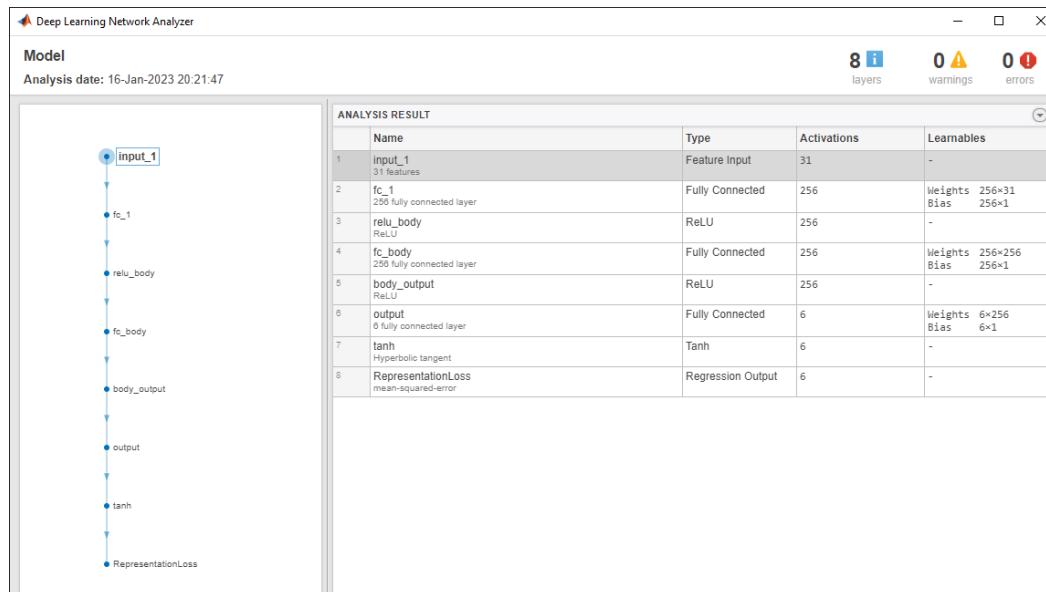 Deep Learning Network Analyzer
Model
Analysis date: 16-Jan-2023 20:21:47
8 i
layers
0
warnings
0
errors
input_1
fc_1
relu_body
fc_body
body_output
output
tanh
RepresentationLoss
ANALYSIS RESULT
Name Type Activations Learnables
1 input_1 Feature Input 31 -
31 features
2 fc_1 Fully Connected 256 Weights 256×31
256 fully connected layer Bias 256×1
3 relu_body ReLU 256 -
ReLU
4 fc_body Fully Connected 256 Weights 256×256
256 fully connected layer Bias 256×1
5 body_output ReLU 256 -
ReLU
6 output Fully Connected 6 Weights 6×256
6 fully connected layer Bias 6×1
7 tanh Tanh 6 -
Hyperbolic tangent
8 RepresentationLoss Regression Output 6 -
mean-squared-error